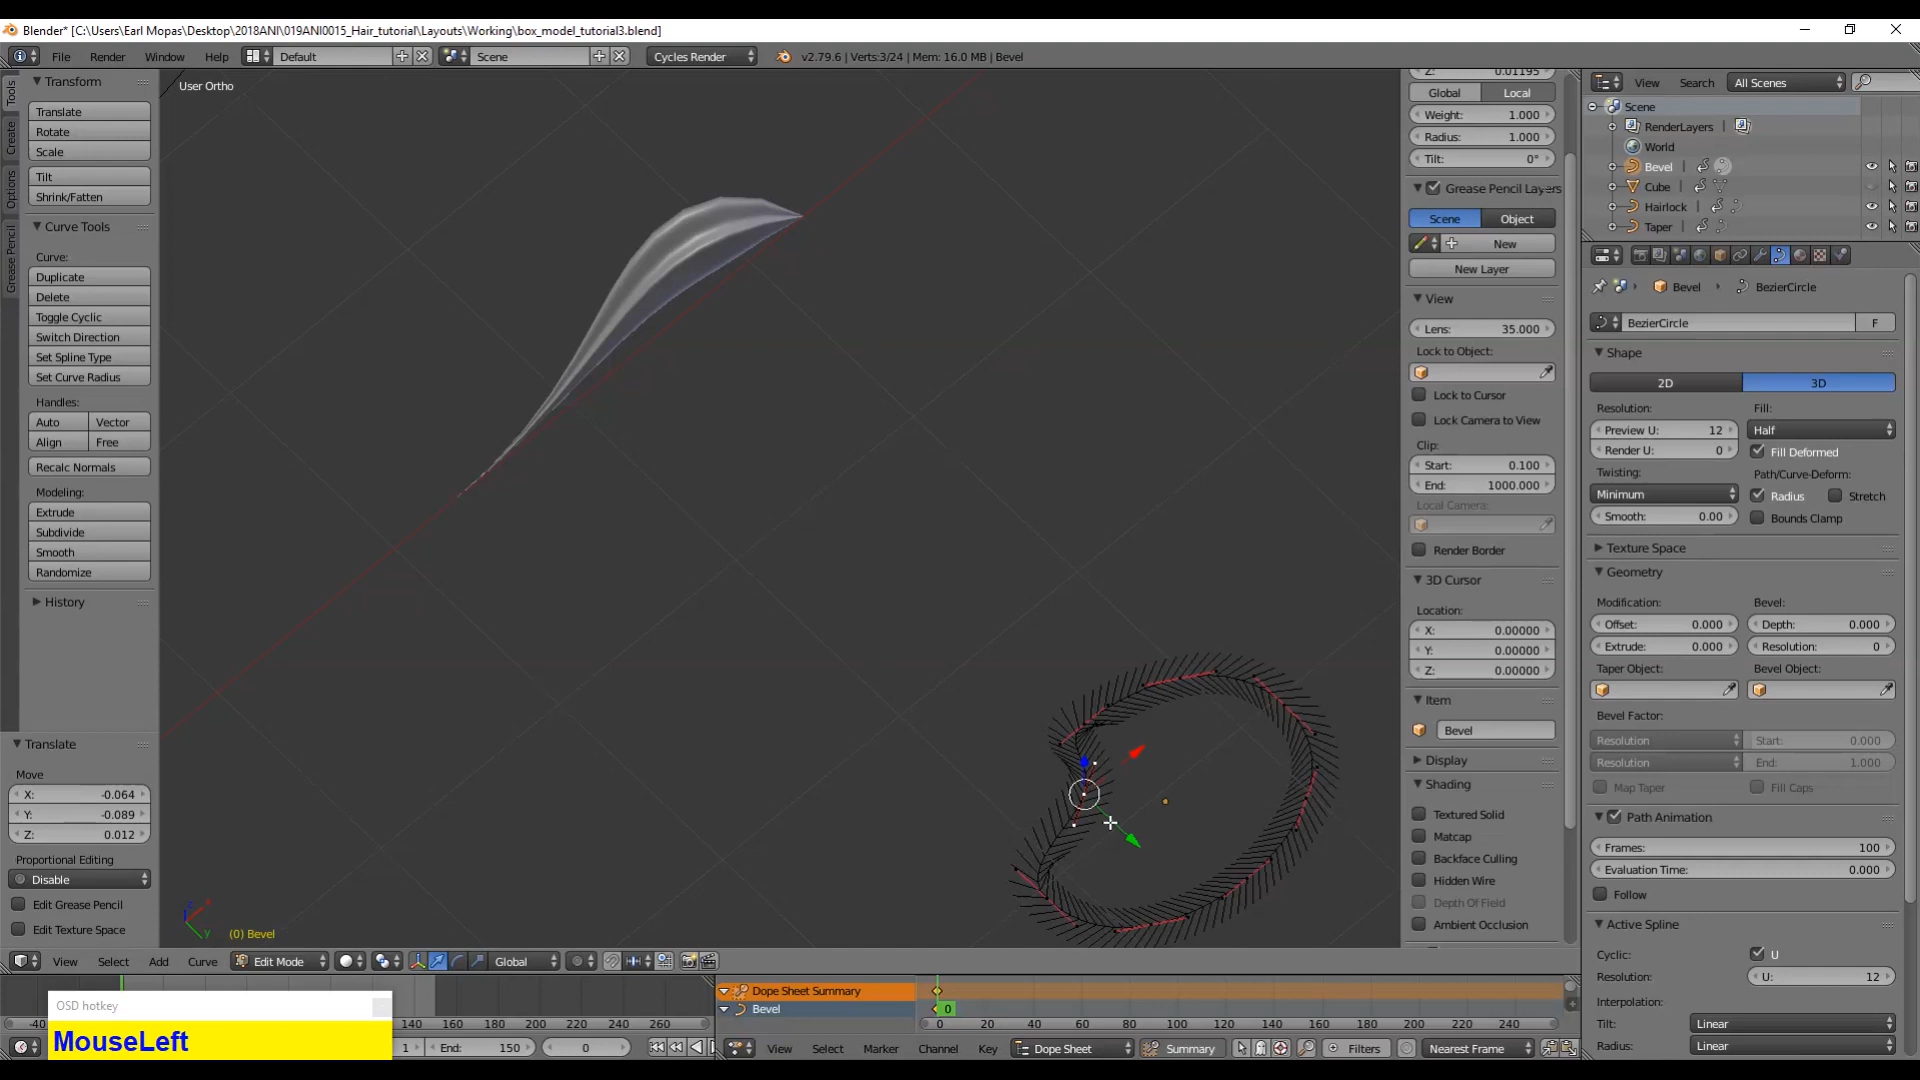 Blender* [C:\Users\Earl Mopas\Desktop\2018ANI\019ANI0015_Hair_tutorial\Layouts\Working\box_model_tutorial3.blend]
File Render Window Help Default Scene Cycles Render v2.79.6 | Verts:3/24 | Mem: 16.0 MB | Bevel
Tools
Create
Options
Grease Pencil
Transform
Translate
Rotate
Scale
Tilt
Shrink/Fatten
Curve Tools
Curve:
Duplicate
Delete
Toggle Cyclic
Switch Direction
Set Spline Type
Set Curve Radius
Handles:
Auto Vector
Align Free
Recalc Normals
Modeling:
Extrude
Subdivide
Smooth
Randomize
History
Translate
Move
X: -0.064
Y: -0.089
Z: 0.012
Proportional Editing
Disable
Edit Grease Pencil
Edit Texture Space
User Ortho
(0) Bevel
Z: 0.01195
Global Local
Weight: 1.000
Radius: 1.000
Tilt: 0°
Grease Pencil Layers
Scene Object
New
New Layer
View
Lens: 35.000
Lock to Object:
Lock to Cursor
Lock Camera to View
Clip:
Start: 0.100
End: 1000.000
Local Camera:
Render Border
3D Cursor
Location:
X: 0.00000
Y: 0.00000
Z: 0.00000
Item
Bevel
Display
Shading
Textured Solid
Matcap
Backface Culling
Hidden Wire
Depth Of Field
Ambient Occlusion
View Search All Scenes
Scene
RenderLayers |
World
Bevel |
Cube |
Hairlock |
Taper |
Bevel BezierCircle
BezierCircle F
Shape
2D 3D
Resolution: Fill:
Preview U: 12 Half
Render U: 0 Fill Deformed
Twisting: Path/Curve-Deform:
Minimum Radius Stretch
Smooth: 0.00 Bounds Clamp
Texture Space
Geometry
Modification: Bevel:
Offset: 0.000 Depth: 0.000
Extrude: 0.000 Resolution: 0
Taper Object: Bevel Object:
Bevel Factor:
Resolution Start: 0.000
Resolution End: 1.000
Map Taper Fill Caps
Path Animation
Frames: 100
Evaluation Time: 0.000
Follow
Active Spline
Cyclic: U
Resolution: U: 12
Interpolation:
Tilt: Linear
Radius: Linear
View Select Add Curve Edit Mode Global
OSD hotkey
MouseLeft
-40 140 160 180 200 220 240 260
1 End: 150 0
Dope Sheet Summary
Bevel
0
0 20 40 60 80 100 120 140 160 180 200 220 240
View Select Marker Channel Key Dope Sheet Summary Filters Nearest Frame